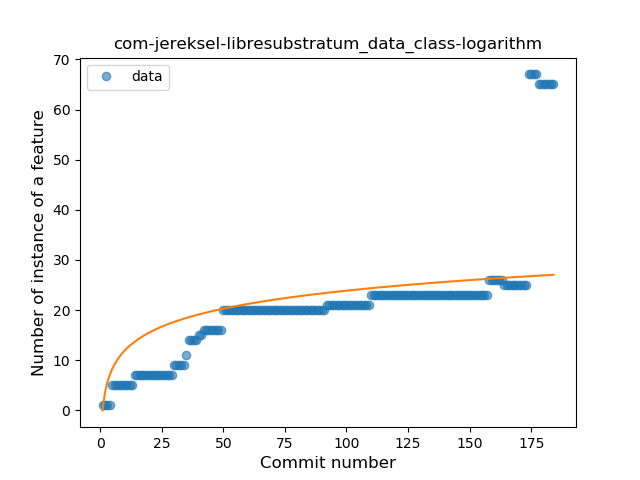 com-jereksel-libresubstratum_data_class-logarithm
data
Number of instance of a feature
70
60
50
40
30
20
10
0
0 25 50 75 100 125 150 175
Commit number